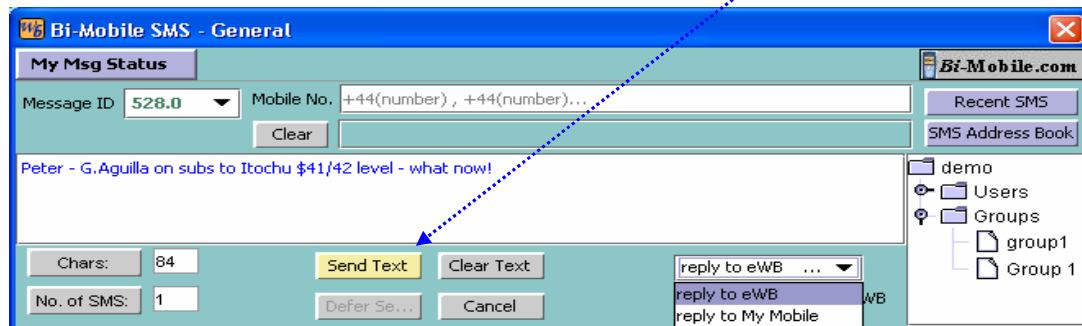 Bi-Mobile SMS - General
My Msg Status
Bi-Mobile.com
Message ID 528.0 Mobile No. +44(number) , +44(number)... Recent SMS
Clear SMS Address Book
Peter - G.Aguilla on subs to Itochu $41/42 level - what now!
demo
Users
Groups
group1
Group 1
Chars: 84 Send Text Clear Text reply to eWB ...
No. of SMS: 1 Defer Se... Cancel reply to eWB WB
reply to My Mobile